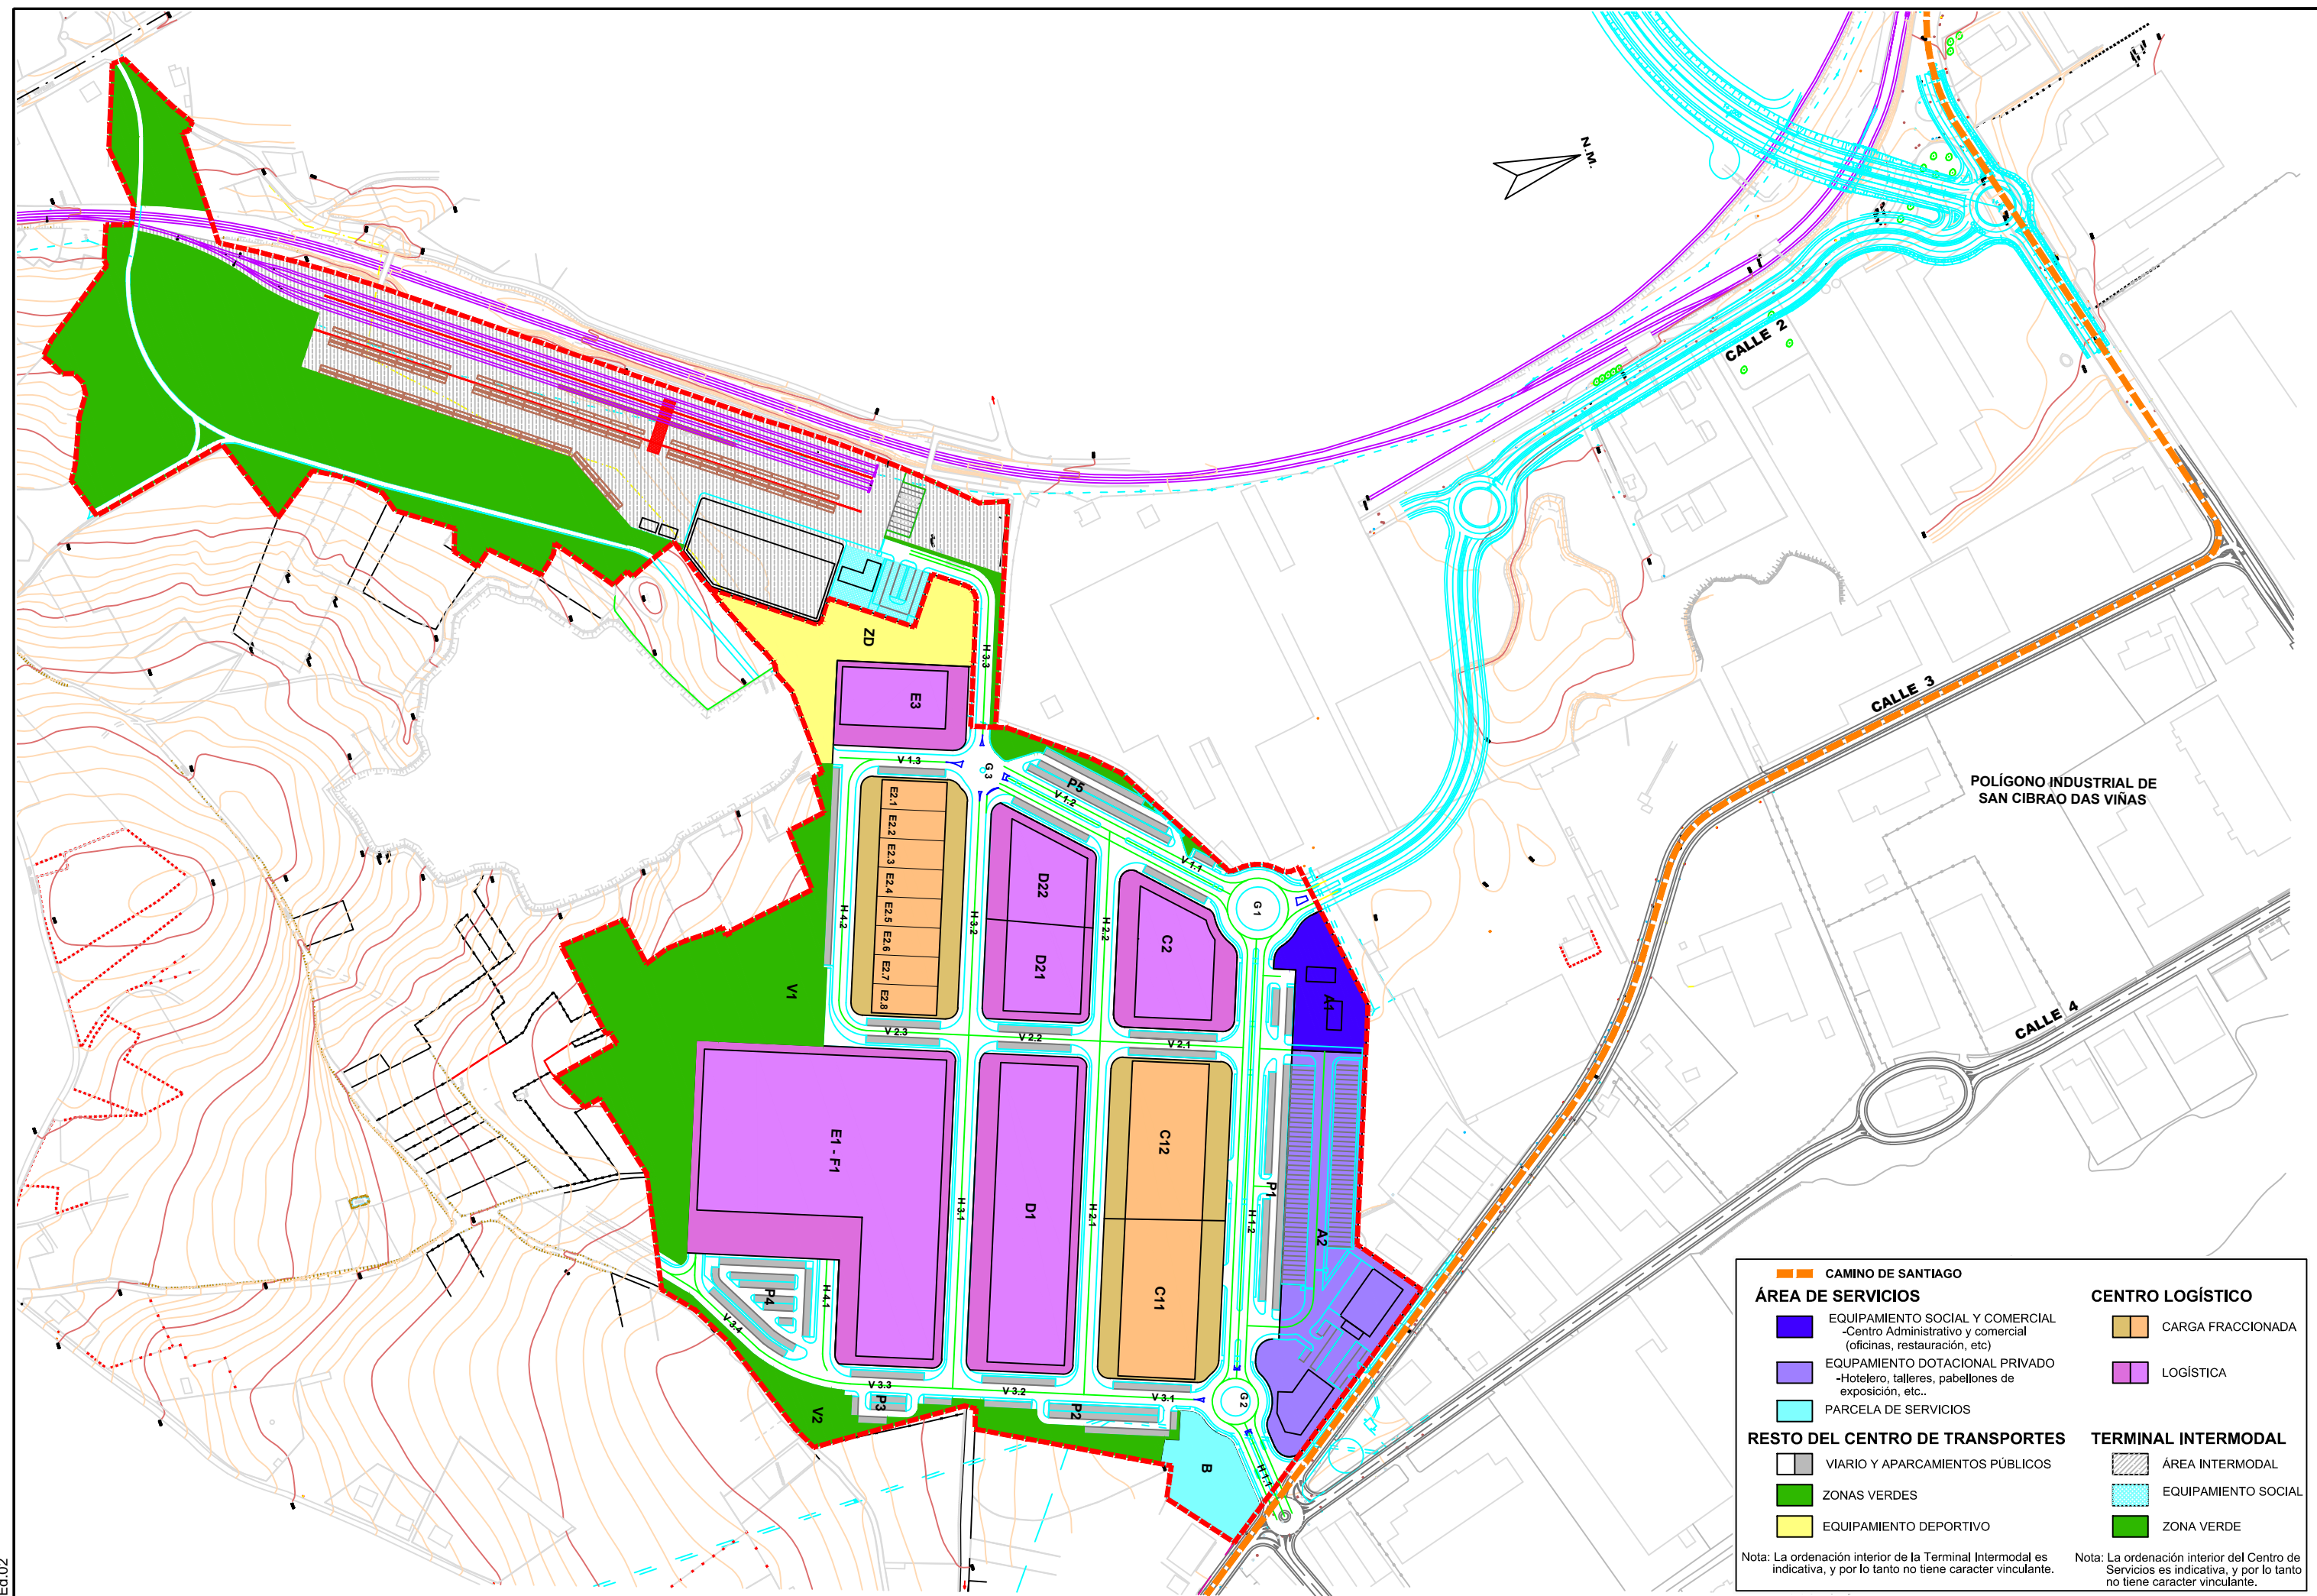 N.M.
CALLE 2
CALLE 3
POLÍGONO INDUSTRIAL DE
SAN CIBRAO DAS VIÑAS
CALLE 4
ZD
H 3.3
E3
V 1.3
G 3
P5
V 1.2
V 1.1
E2.1
E2.2
E2.3
E2.4
E2.5
E2.6
E2.7
E2.8
H 4.2
H 3.2
D22
D21
H 2.2
C2
G 1
A1
V1
V 2.3
V 2.2
V 2.1
E1 - F1
H 3.1
D1
H 2.1
C12
C11
H 1.2
P1
A2
P4
H 4.1
V 3.4
V 3.3
V 3.2
V 3.1
G 2
P3
P2
V2
B
H 1.1
CAMINO DE SANTIAGO
ÁREA DE SERVICIOS
EQUIPAMIENTO SOCIAL Y COMERCIAL
-Centro Administrativo y comercial
(oficinas, restauración, etc)
EQUPAMIENTO DOTACIONAL PRIVADO
-Hotelero, talleres, pabellones de
exposición, etc..
PARCELA DE SERVICIOS
RESTO DEL CENTRO DE TRANSPORTES
VIARIO Y APARCAMIENTOS PÚBLICOS
ZONAS VERDES
EQUIPAMIENTO DEPORTIVO
Nota: La ordenación interior de la Terminal Intermodal es
indicativa, y por lo tanto no tiene caracter vinculante.
CENTRO LOGÍSTICO
CARGA FRACCIONADA
LOGÍSTICA
TERMINAL INTERMODAL
ÁREA INTERMODAL
EQUIPAMIENTO SOCIAL
ZONA VERDE
Nota: La ordenación interior del Centro de
Servicios es indicativa, y por lo tanto
no tiene caracter vinculante.
Ed.02